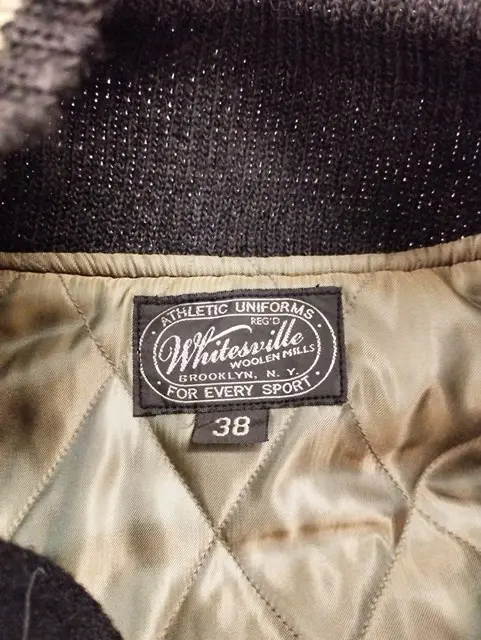 · ATHLETIC UNIFORMS ·
REG'D
Whitesville
WOOLEN MILLS
BROOKLYN, N. Y.
· FOR EVERY SPORT ·
38